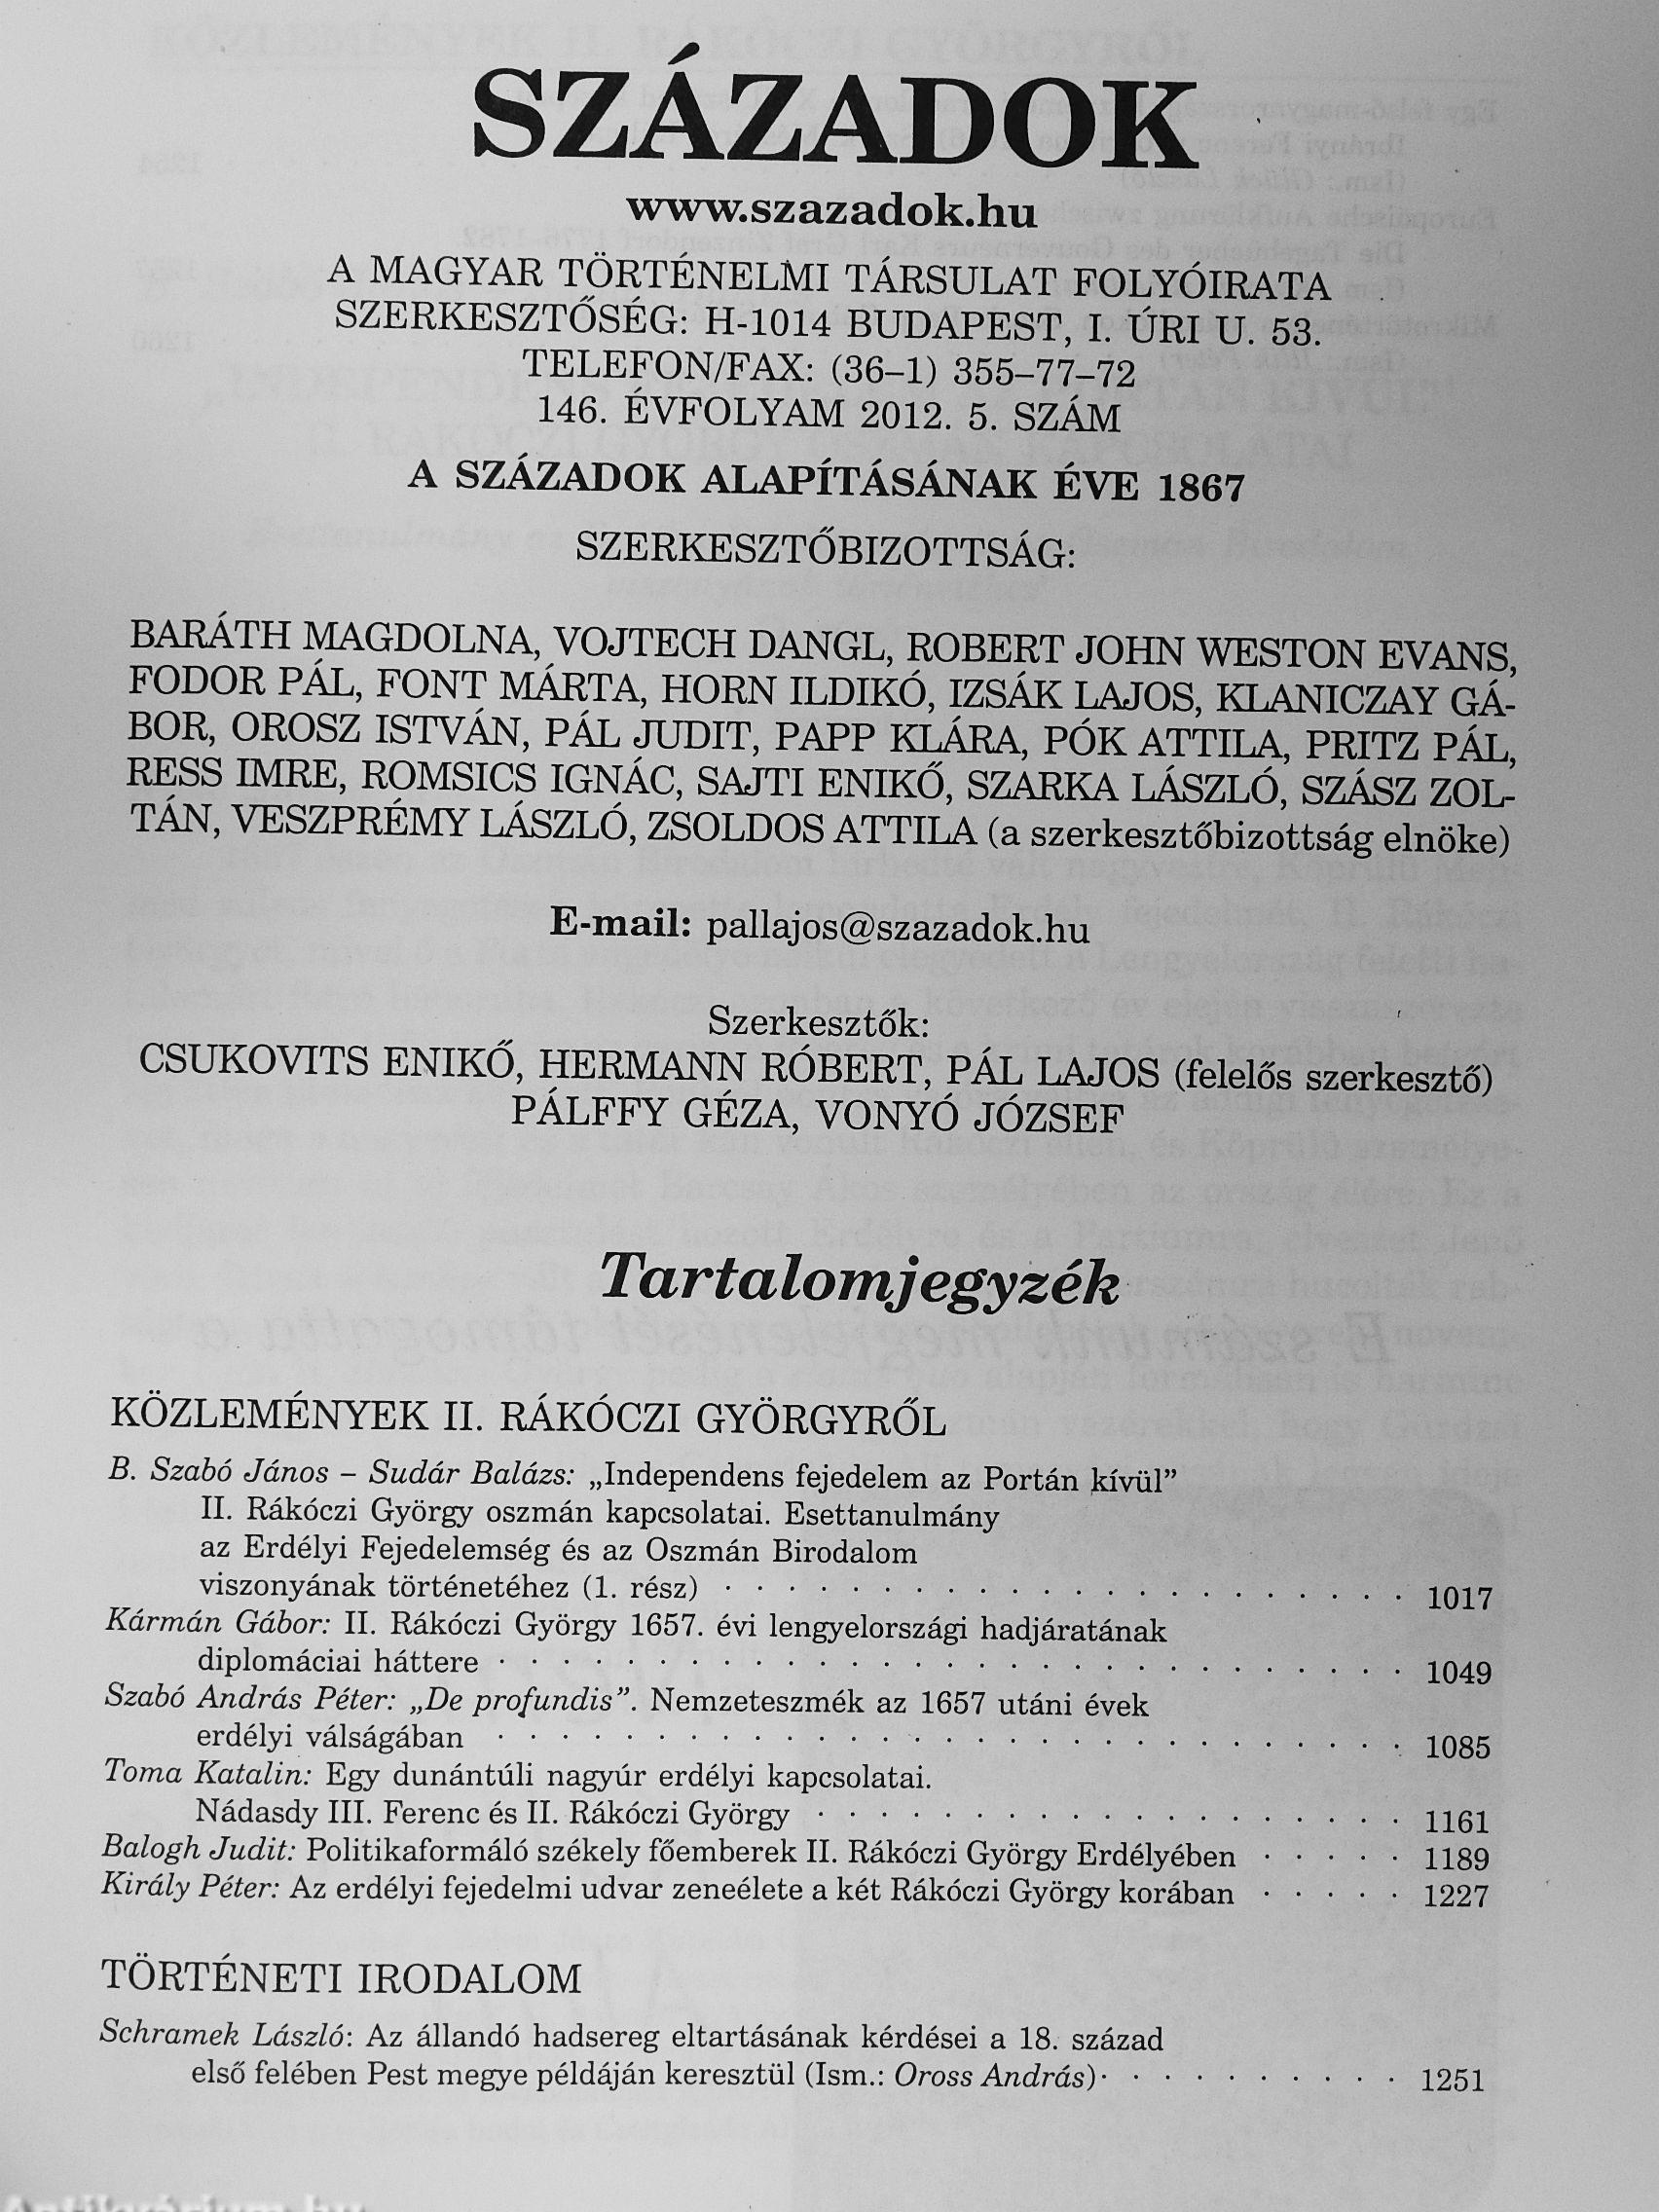 SZÁZADOK
www.szazadok.hu
A MAGYAR TÖRTÉNELMI TÁRSULAT FOLYÓIRATA
SZERKESZTŐSÉG: H-1014 BUDAPEST, I. ÚRI U. 53.
TELEFON/FAX: (36–1) 355–77–72
146. ÉVFOLYAM 2012. 5. SZÁM
A SZÁZADOK ALAPÍTÁSÁNAK ÉVE 1867
SZERKESZTŐBIZOTTSÁG:
BARÁTH MAGDOLNA, VOJTECH DANGL, ROBERT JOHN WESTON EVANS,
FODOR PÁL, FONT MÁRTA, HORN ILDIKÓ, IZSÁK LAJOS, KLANICZAY GÁ-
BOR, OROSZ ISTVÁN, PÁL JUDIT, PAPP KLÁRA, PÓK ATTILA, PRITZ PÁL,
RESS IMRE, ROMSICS IGNÁC, SAJTI ENIKŐ, SZARKA LÁSZLÓ, SZÁSZ ZOL-
TÁN, VESZPRÉMY LÁSZLÓ, ZSOLDOS ATTILA (a szerkesztőbizottság elnöke)
E-mail: pallajos@szazadok.hu
Szerkesztők:
CSUKOVITS ENIKŐ, HERMANN RÓBERT, PÁL LAJOS (felelős szerkesztő)
PÁLFFY GÉZA, VONYÓ JÓZSEF
Tartalomjegyzék
KÖZLEMÉNYEK II. RÁKÓCZI GYÖRGYRŐL
B. Szabó János – Sudár Balázs: „Independens fejedelem az Portán kívül”
II. Rákóczi György oszmán kapcsolatai. Esettanulmány
az Erdélyi Fejedelemség és az Oszmán Birodalom
viszonyának történetéhez (1. rész) · · · · · · · · · · · · · · · · · · · · · · 1017
Kármán Gábor: II. Rákóczi György 1657. évi lengyelországi hadjáratának
diplomáciai háttere · · · · · · · · · · · · · · · · · · · · · · · · · · · · · 1049
Szabó András Péter: „De profundis”. Nemzeteszmék az 1657 utáni évek
erdélyi válságában · · · · · · · · · · · · · · · · · · · · · · · · · · · · · 1085
Toma Katalin: Egy dunántúli nagyúr erdélyi kapcsolatai.
Nádasdy III. Ferenc és II. Rákóczi György · · · · · · · · · · · · · · · · · · · 1161
Balogh Judit: Politikaformáló székely főemberek II. Rákóczi György Erdélyében · · · · · 1189
Király Péter: Az erdélyi fejedelmi udvar zeneélete a két Rákóczi György korában · · · · · 1227
TÖRTÉNETI IRODALOM
Schramek László: Az állandó hadsereg eltartásának kérdései a 18. század
első felében Pest megye példáján keresztül (Ism.: Oross András) · · · · · · · · · · 1251